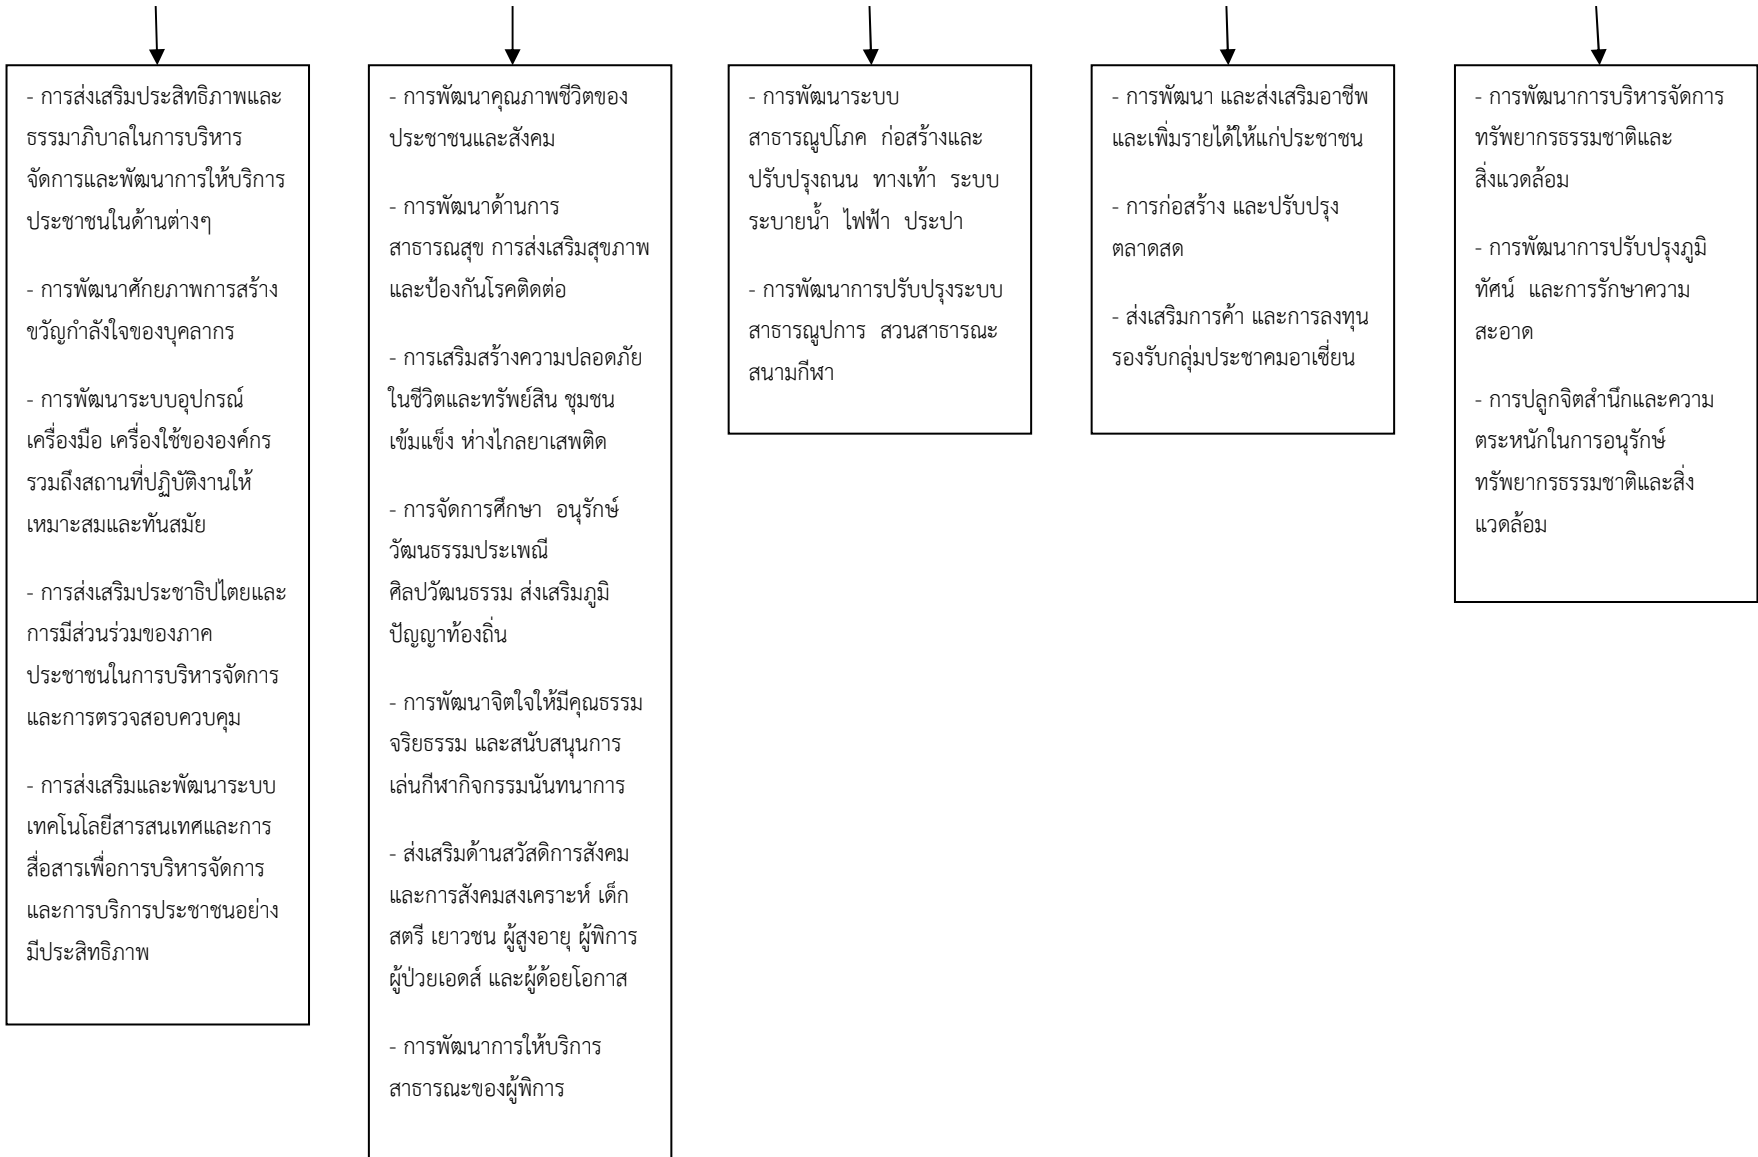 - การส่งเสริมประสิทธิภาพและ
ธรรมาภิบาลในการบริหาร
จัดการและพัฒนาการให้บริการ
ประชาชนในด้านต่างๆ
- การพัฒนาศักยภาพการสร้าง
ขวัญกำลังใจของบุคลากร
- การพัฒนาระบบอุปกรณ์
เครื่องมือ เครื่องใช้ขององค์กร
รวมถึงสถานที่ปฏิบัติงานให้
เหมาะสมและทันสมัย
- การส่งเสริมประชาธิปไตยและ
การมีส่วนร่วมของภาค
ประชาชนในการบริหารจัดการ
และการตรวจสอบควบคุม
- การส่งเสริมและพัฒนาระบบ
เทคโนโลยีสารสนเทศและการ
สื่อสารเพื่อการบริหารจัดการ
และการบริการประชาชนอย่าง
มีประสิทธิภาพ
- การพัฒนาคุณภาพชีวิตของ
ประชาชนและสังคม
- การพัฒนาด้านการ
สาธารณสุข การส่งเสริมสุขภาพ
และป้องกันโรคติดต่อ
- การเสริมสร้างความปลอดภัย
ในชีวิตและทรัพย์สิน ชุมชน
เข้มแข็ง ห่างไกลยาเสพติด
- การจัดการศึกษา อนุรักษ์
วัฒนธรรมประเพณี
ศิลปวัฒนธรรม ส่งเสริมภูมิ
ปัญญาท้องถิ่น
- การพัฒนาจิตใจให้มีคุณธรรม
จริยธรรม และสนับสนุนการ
เล่นกีฬากิจกรรมนันทนาการ
- ส่งเสริมด้านสวัสดิการสังคม
และการสังคมสงเคราะห์ เด็ก
สตรี เยาวชน ผู้สูงอายุ ผู้พิการ
ผู้ป่วยเอดส์ และผู้ด้อยโอกาส
- การพัฒนาการให้บริการ
สาธารณะของผู้พิการ
- การพัฒนาระบบ
สาธารณูปโภค ก่อสร้างและ
ปรับปรุงถนน ทางเท้า ระบบ
ระบายน้ำ ไฟฟ้า ประปา
- การพัฒนาการปรับปรุงระบบ
สาธารณูปการ สวนสาธารณะ
สนามกีฬา
- การพัฒนา และส่งเสริมอาชีพ
และเพิ่มรายได้ให้แก่ประชาชน
- การก่อสร้าง และปรับปรุง
ตลาดสด
- ส่งเสริมการค้า และการลงทุน
รองรับกลุ่มประชาคมอาเซี่ยน
- การพัฒนาการบริหารจัดการ
ทรัพยากรธรรมชาติและ
สิ่งแวดล้อม
- การพัฒนาการปรับปรุงภูมิ
ทัศน์ และการรักษาความ
สะอาด
- การปลูกจิตสำนึกและความ
ตระหนักในการอนุรักษ์
ทรัพยากรธรรมชาติและสิ่ง
แวดล้อม